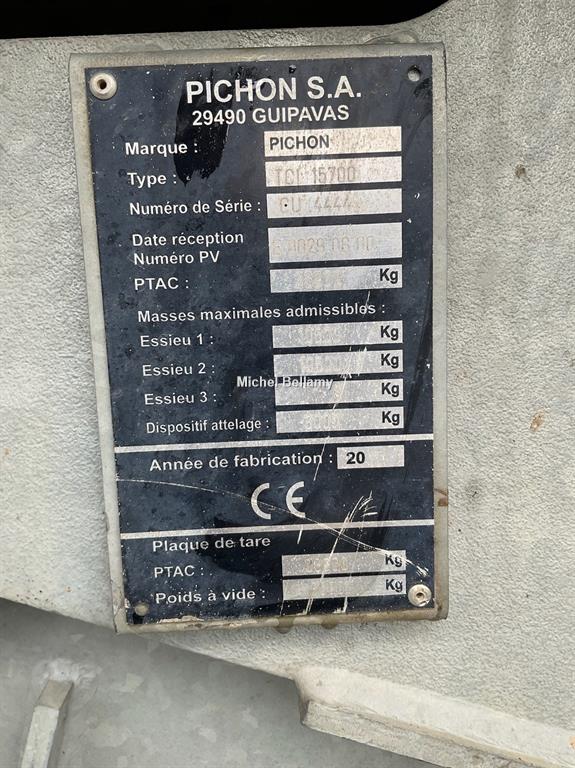 PICHON S.A.
29490 GUIPAVAS
Marque : PICHON
Type : TCI 15700
Numéro de Série :
Date réception
Numéro PV
PTAC : Kg
Masses maximales admissibles :
Essieu 1 : Kg
Essieu 2 : Kg
Michel Bellamy
Essieu 3 : Kg
Dispositif attelage : Kg
Année de fabrication : 20
CE
Plaque de tare
PTAC : Kg
Poids à vide : Kg